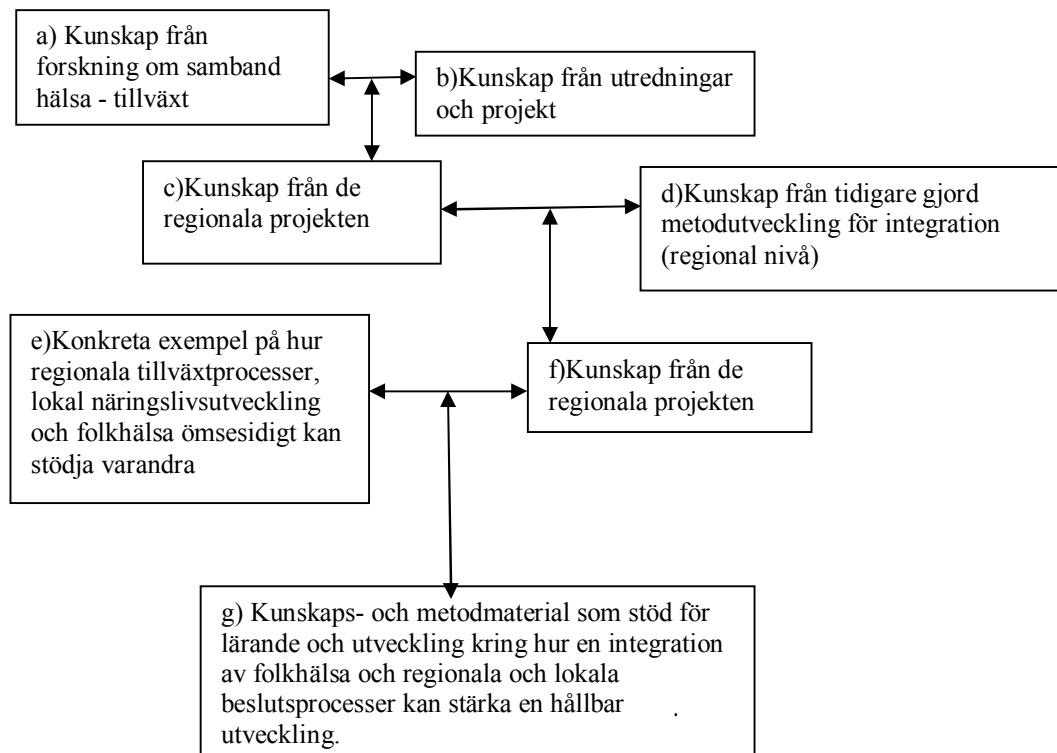 a) Kunskap från
forskning om samband
hälsa - tillväxt
b)Kunskap från utredningar
och projekt
c)Kunskap från de
regionala projekten
d)Kunskap från tidigare gjord
metodutveckling för integration
(regional nivå)
e)Konkreta exempel på hur
regionala tillväxtprocesser,
lokal näringslivsutveckling
och folkhälsa ömsesidigt kan
stödja varandra
f)Kunskap från de
regionala projekten
g) Kunskaps- och metodmaterial som stöd för
lärande och utveckling kring hur en integration
av folkhälsa och regionala och lokala
beslutsprocesser kan stärka en hållbar .
utveckling.